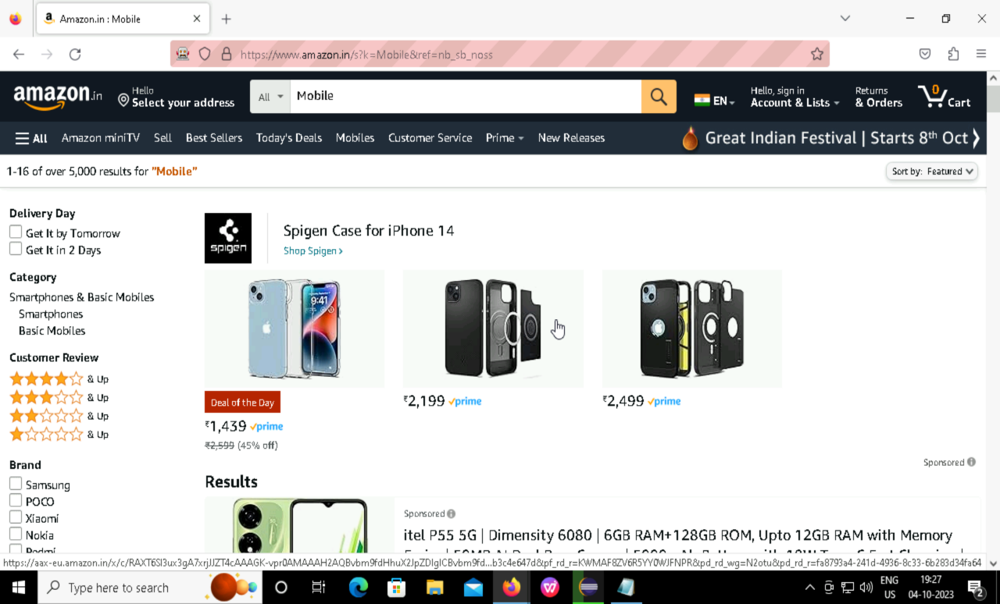 Amazon.in : Mobile
https://www.amazon.in/s?k=Mobile&ref=nb_sb_noss
amazon.in
Hello
Select your address
All
Mobile
EN
Hello, sign in
Account & Lists
Returns
& Orders
0
Cart
All
Amazon miniTV
Sell
Best Sellers
Today's Deals
Mobiles
Customer Service
Prime
New Releases
Great Indian Festival | Starts 8th Oct
1-16 of over 5,000 results for "Mobile"
Sort by: Featured
Delivery Day
Get It by Tomorrow
Get It in 2 Days
Category
Smartphones & Basic Mobiles
Smartphones
Basic Mobiles
Customer Review
& Up
& Up
& Up
& Up
Brand
Samsung
POCO
Xiaomi
Nokia
Redmi
spigen
Spigen Case for iPhone 14
Shop Spigen ›
9:41
Deal of the Day
₹1,439 prime
₹2,599 (45% off)
₹2,199 prime
₹2,499 prime
Sponsored
Results
Sponsored
itel P55 5G | Dimensity 6080 | 6GB RAM+128GB ROM, Upto 12GB RAM with Memory
https://aax-eu.amazon.in/x/c/RAXT6SI3ux3gA7xrjJJZT4cAAAGK-vpr0AMAAAH2AQBvbm9fdHhuX2JpZDIgICBvbm9fd...b3c4e647d&pf_rd_r=KWMAF8ZV6R5YY0WJFNPR&pd_rd_wg=N2otu&pd_rd_r=fa8793a4-241d-4936-8c33-6b283d34fa64
Type here to search
ENG
US
19:27
04-10-2023
2